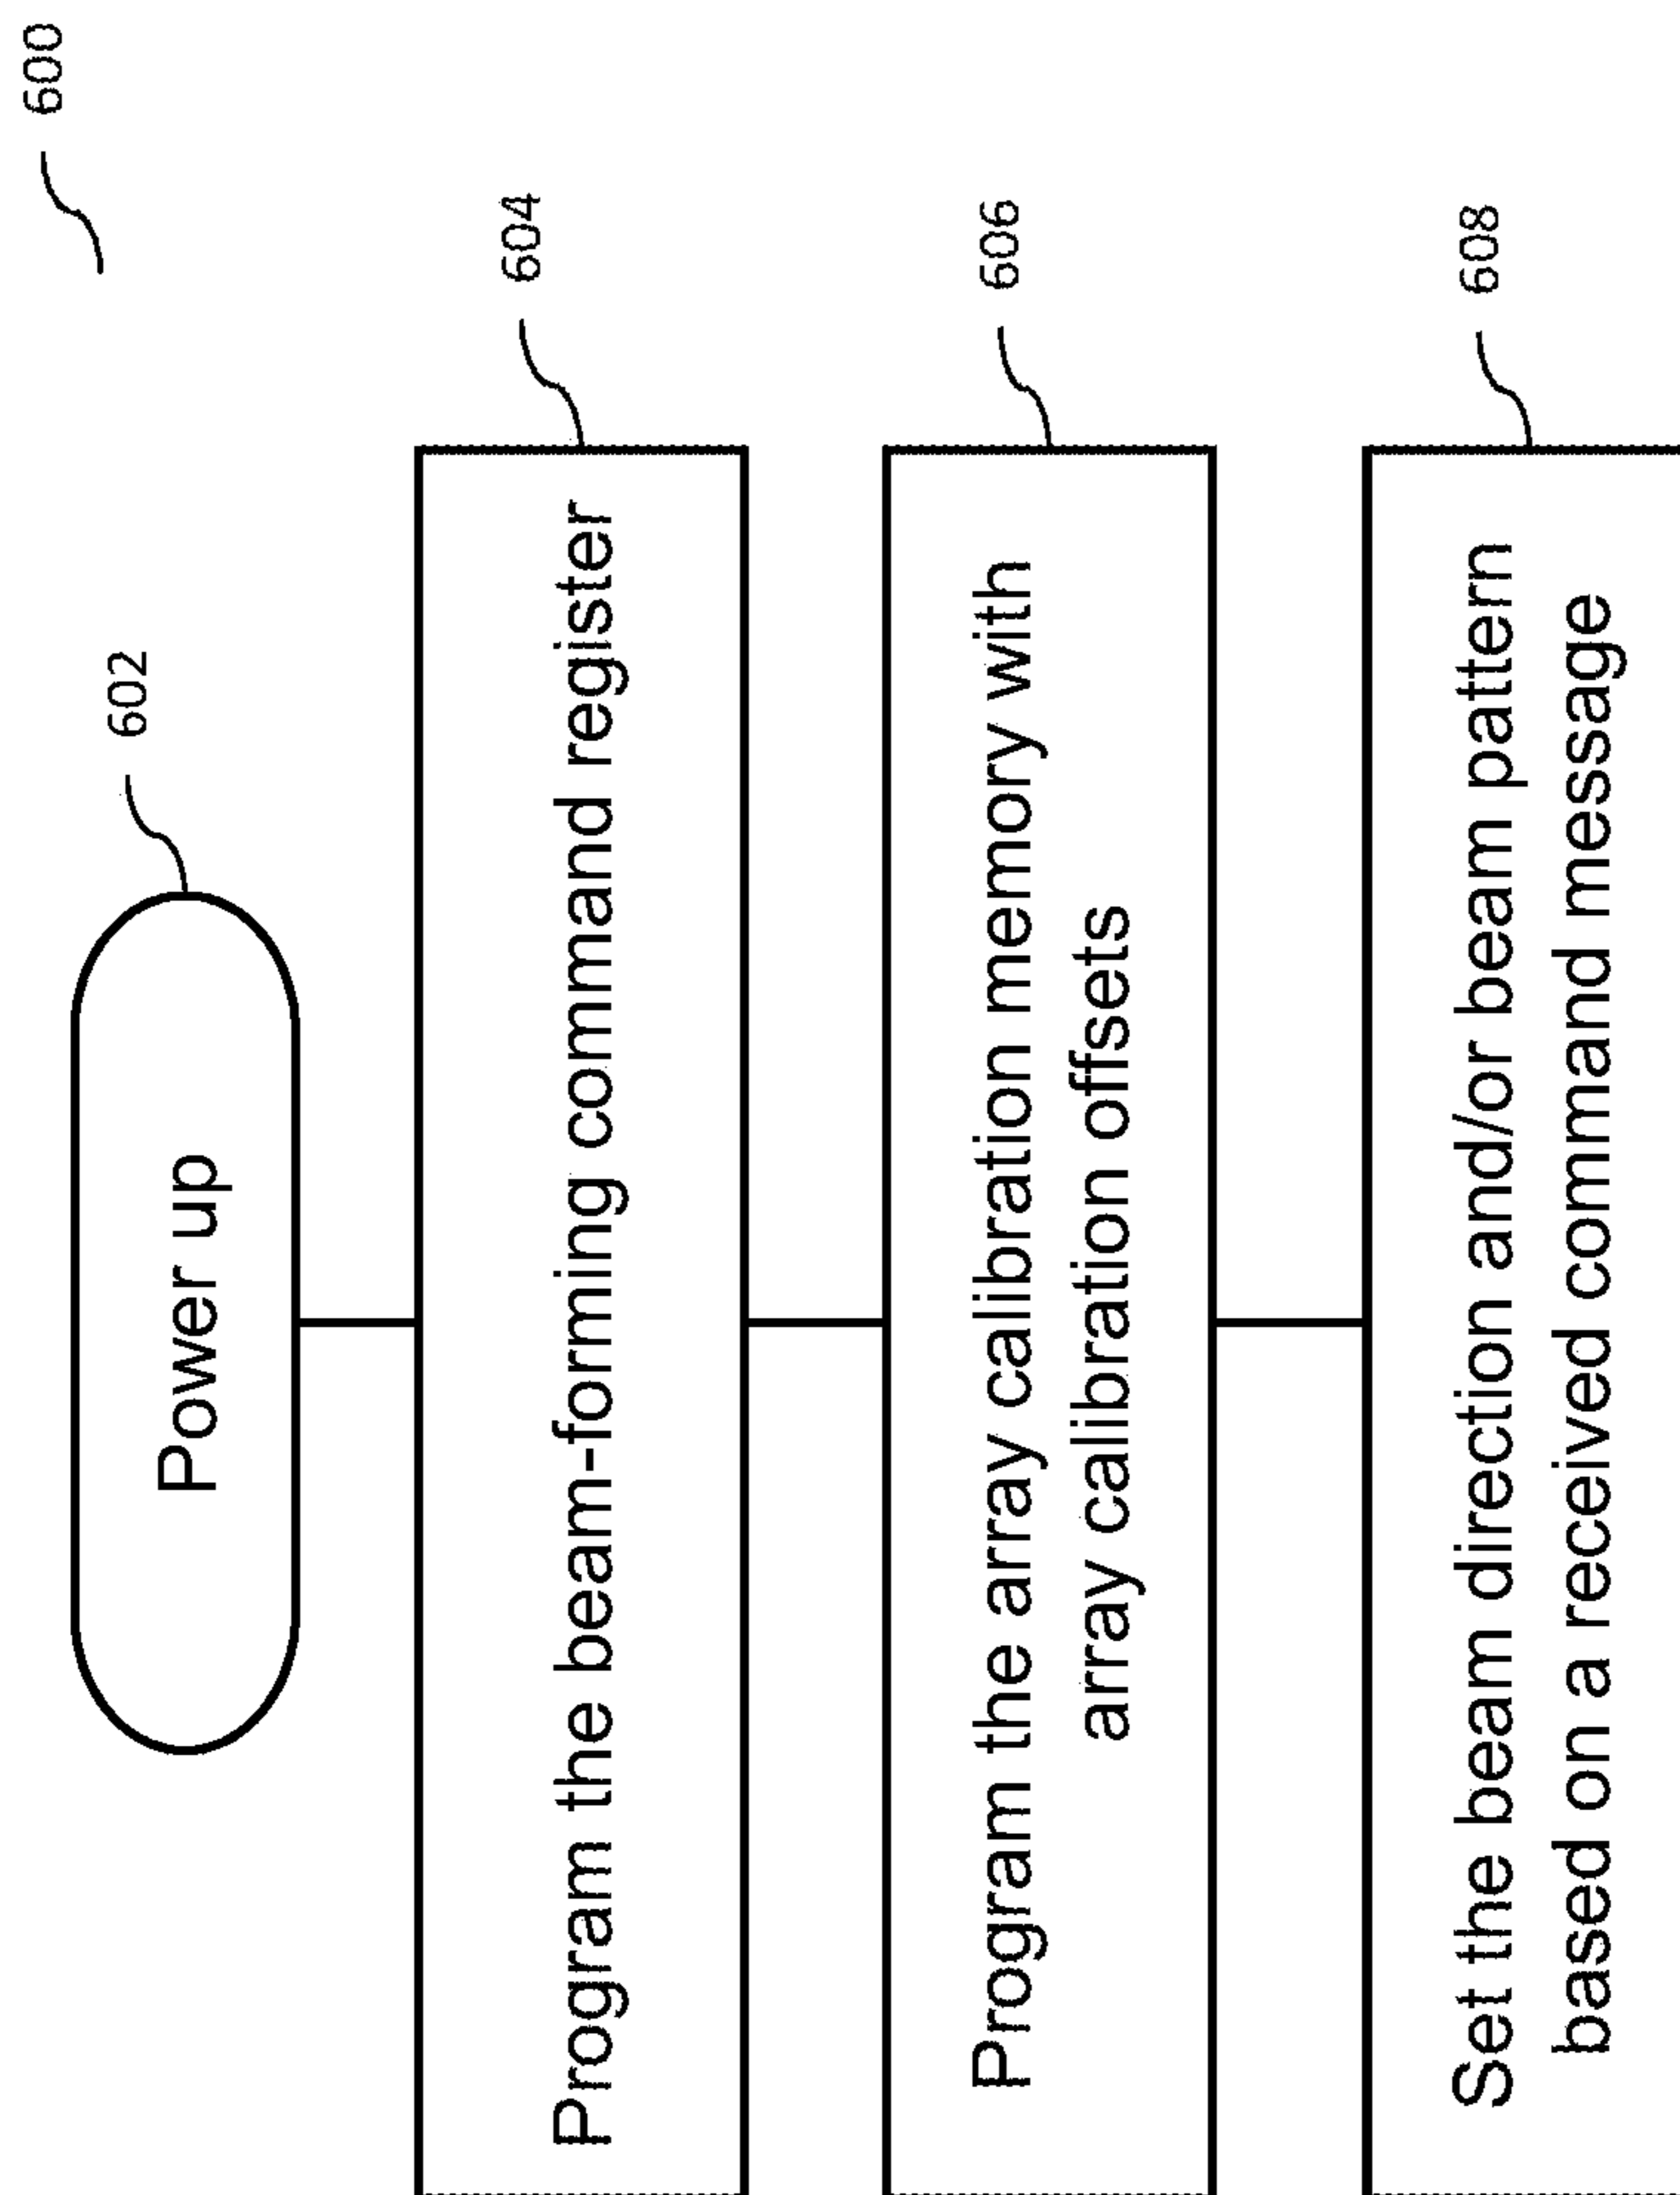 600
602
Power up
604
Program the beam-forming command register
606
Program the array calibration memory with
array calibration offsets
608
Set the beam direction and/or beam pattern
based on a received command message